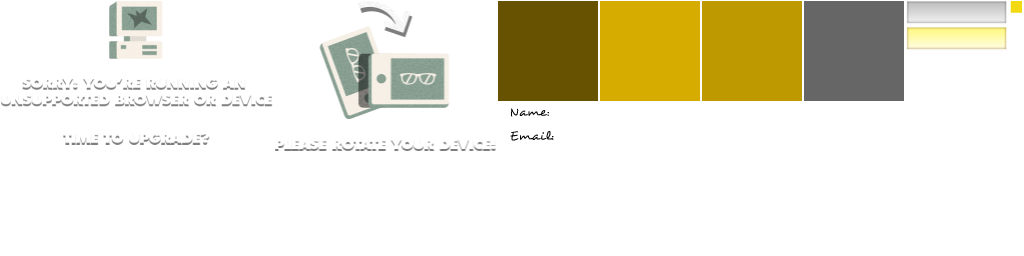 SORRY! YOU'RE RUNNING AN
UNSUPPORTED BROWSER OR DEVICE
TIME TO UPGRADE?
PLEASE ROTATE YOUR DEVICE!
Name:
Email: